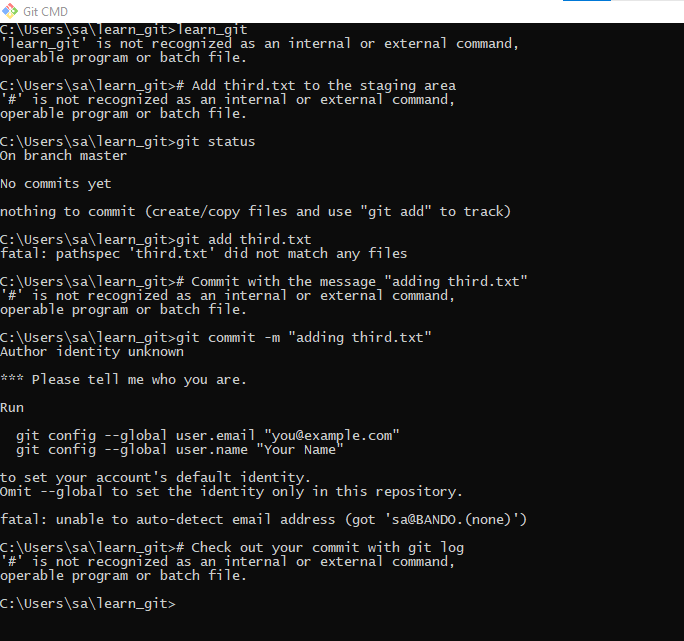 Git CMD
C:\Users\sa\learn_git>learn_git
'learn_git' is not recognized as an internal or external command,
operable program or batch file.
C:\Users\sa\learn_git># Add third.txt to the staging area
'#' is not recognized as an internal or external command,
operable program or batch file.
C:\Users\sa\learn_git>git status
On branch master
No commits yet
nothing to commit (create/copy files and use "git add" to track)
C:\Users\sa\learn_git>git add third.txt
fatal: pathspec 'third.txt' did not match any files
C:\Users\sa\learn_git># Commit with the message "adding third.txt"
'#' is not recognized as an internal or external command,
operable program or batch file.
C:\Users\sa\learn_git>git commit -m "adding third.txt"
Author identity unknown
*** Please tell me who you are.
Run
git config --global user.email "you@example.com"
git config --global user.name "Your Name"
to set your account's default identity.
Omit --global to set the identity only in this repository.
fatal: unable to auto-detect email address (got 'sa@BANDO.(none)')
C:\Users\sa\learn_git># Check out your commit with git log
'#' is not recognized as an internal or external command,
operable program or batch file.
C:\Users\sa\learn_git>